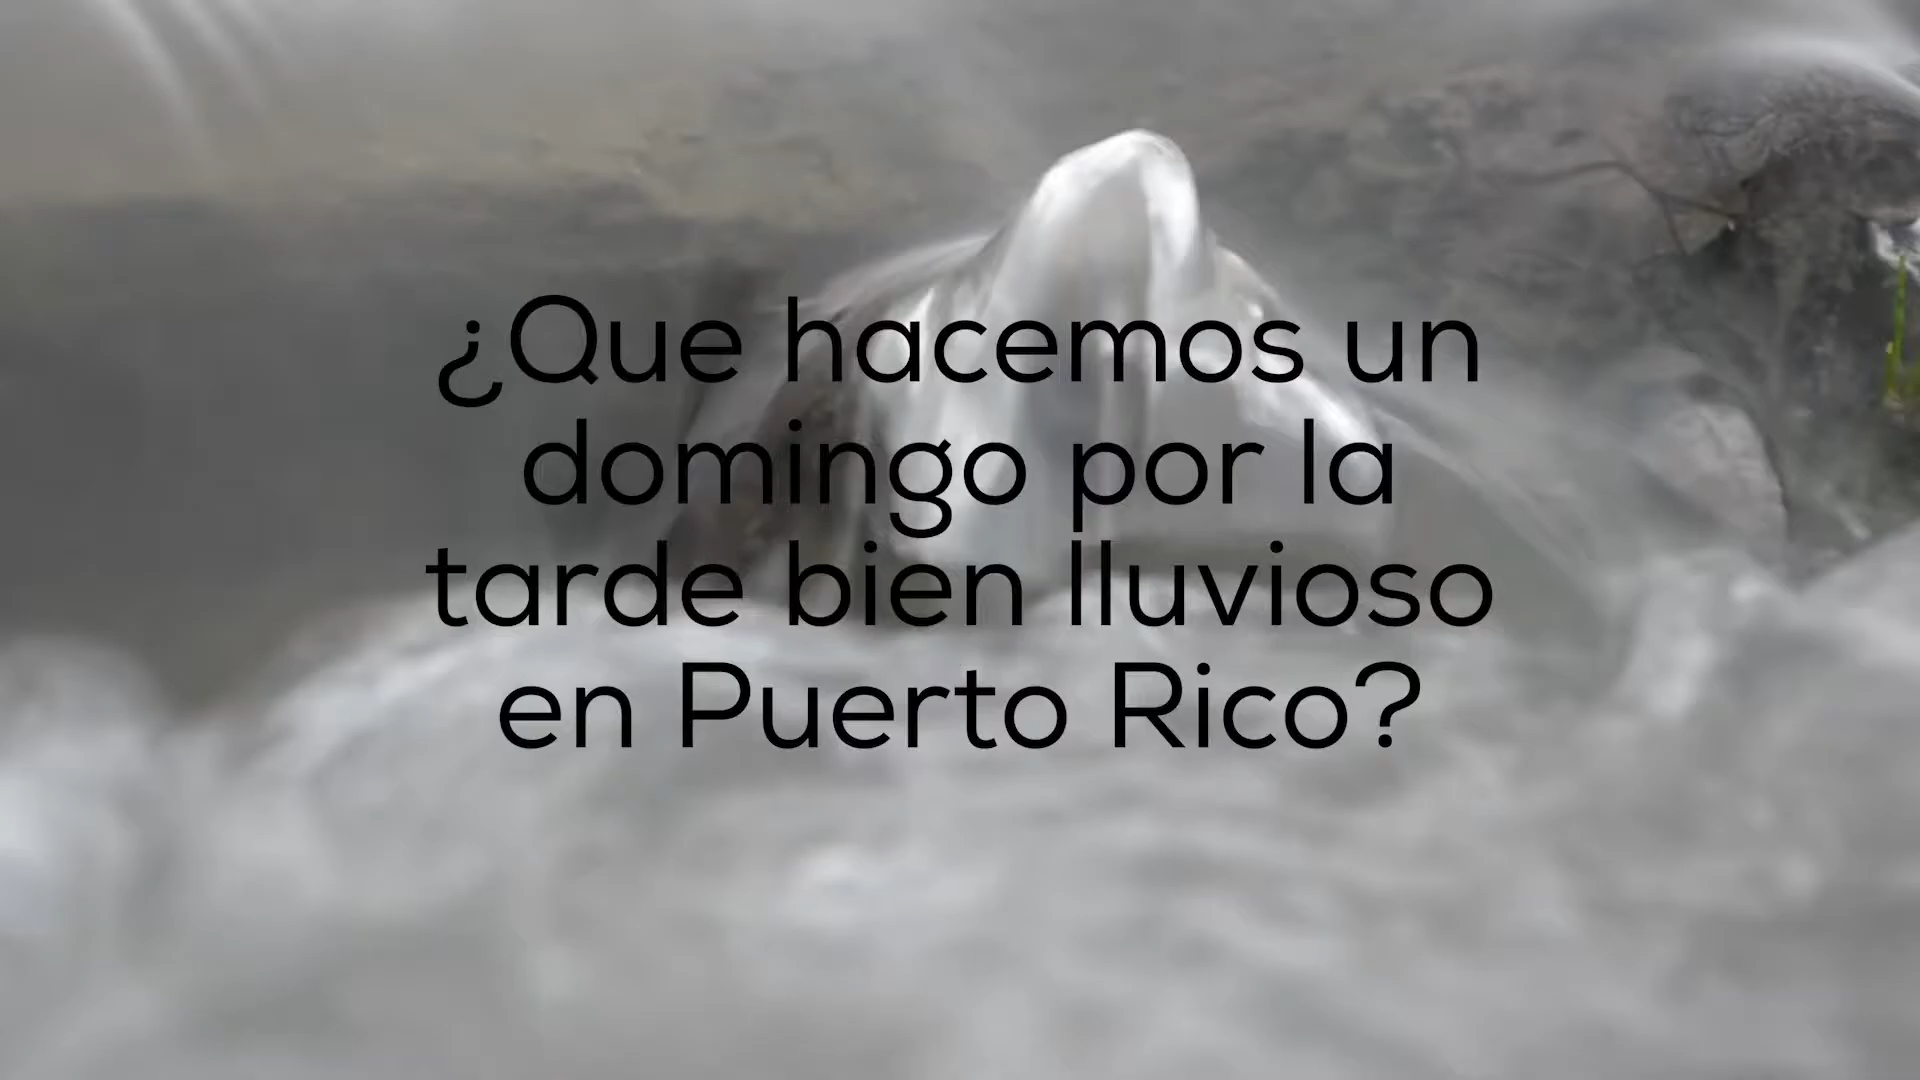 ¿Que hacemos un
domingo por la
tarde bien lluvioso
en Puerto Rico?